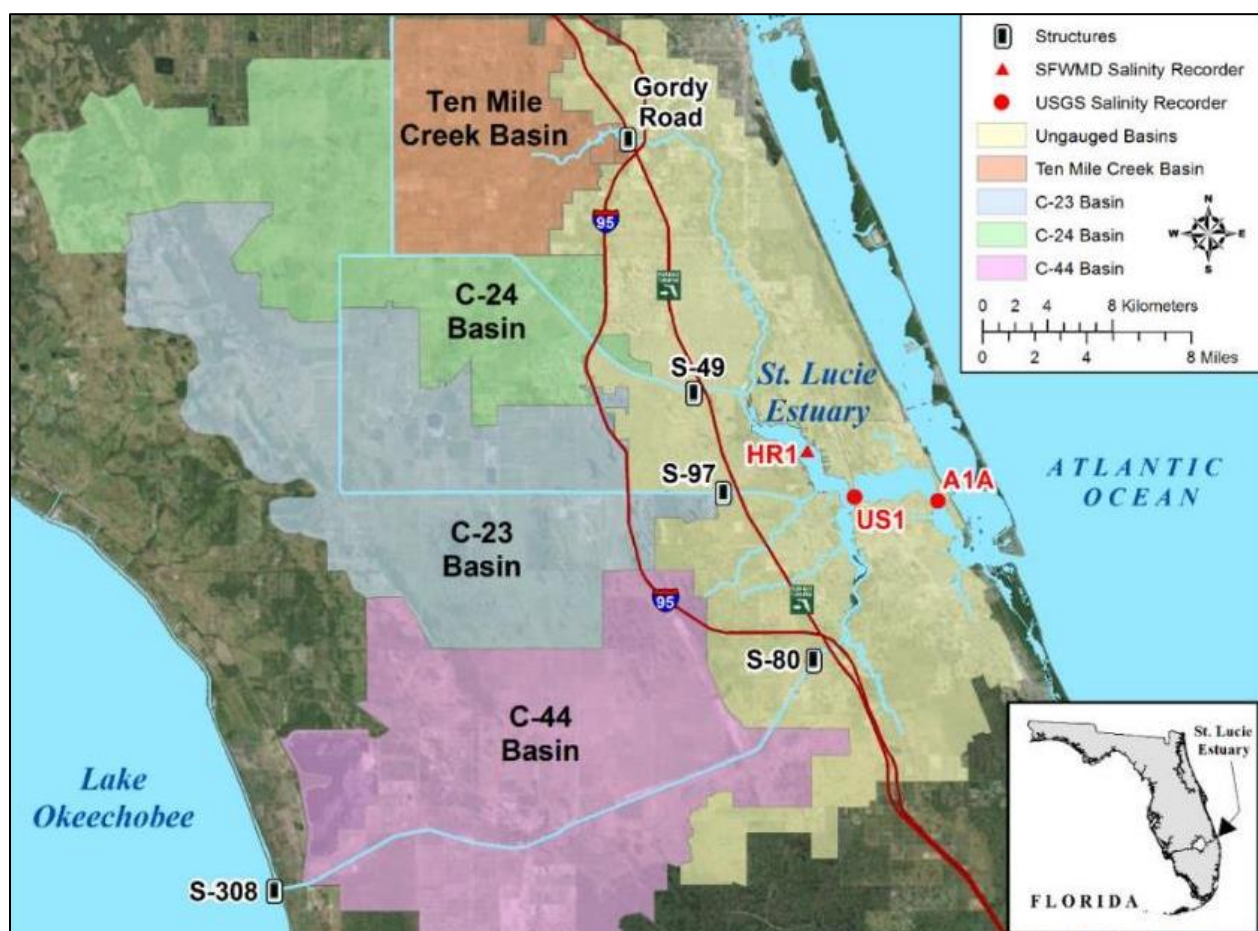 Structures
SFWMD Salinity Recorder
USGS Salinity Recorder
Ungauged Basins
Ten Mile Creek Basin
C-23 Basin
C-24 Basin
C-44 Basin
N
W
E
S
0 2 4 8 Kilometers
0 2 4 8 Miles
Ten Mile
Creek Basin
Gordy
Road
95
C-24
Basin
S-49
St. Lucie
Estuary
HR1
S-97
A1A
US1
ATLANTIC
OCEAN
C-23
Basin
95
S-80
C-44
Basin
Lake
Okeechobee
S-308
St. Lucie
Estuary
FLORIDA